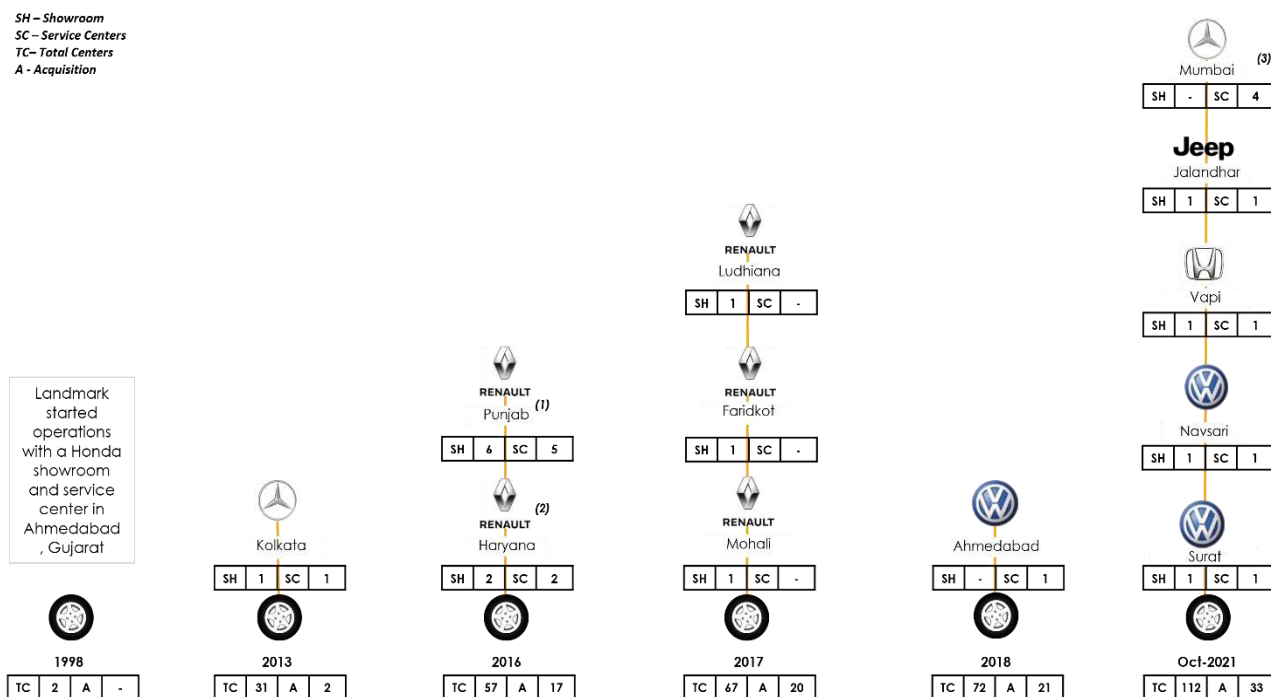 SH – Showroom
SC – Service Centers
TC– Total Centers
A - Acquisition
Landmark
started
operations
with a Honda
showroom
and service
center in
Ahmedabad
, Gujarat
1998
TC 2 A -
Kolkata
SH 1 SC 1
2013
TC 31 A 2
RENAULT
Punjab (1)
SH 6 SC 5
RENAULT
Haryana (2)
SH 2 SC 2
2016
TC 57 A 17
RENAULT
Ludhiana
SH 1 SC -
RENAULT
Faridkot
SH 1 SC -
RENAULT
Mohali
SH 1 SC -
2017
TC 67 A 20
Ahmedabad
SH - SC 1
2018
TC 72 A 21
Mumbai (3)
SH - SC 4
Jeep
Jalandhar
SH 1 SC 1
Vapi
SH 1 SC 1
Navsari
SH 1 SC 1
Surat
SH 1 SC 1
Oct-2021
TC 112 A 33